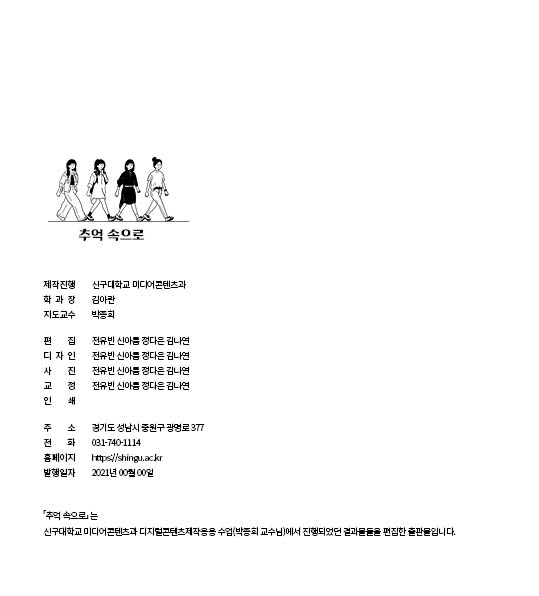 추억 속으로
제작진행 신구대학교 미디어콘텐츠과
학 과 장 김아란
지도교수 박종희
편 집 전유빈 신아름 정다은 김나연
디 자 인 전유빈 신아름 정다은 김나연
사 진 전유빈 신아름 정다은 김나연
교 정 전유빈 신아름 정다은 김나연
인 쇄
주 소 경기도 성남시 중원구 광명로 377
전 화 031-740-1114
홈페이지 https://shingu.ac.kr
발행일자 2021년 00월 00일
「추억 속으로」는
신구대학교 미디어콘텐츠과 디지털콘텐츠제작응용 수업(박종희 교수님)에서 진행되었던 결과물들을 편집한 출판물입니다.